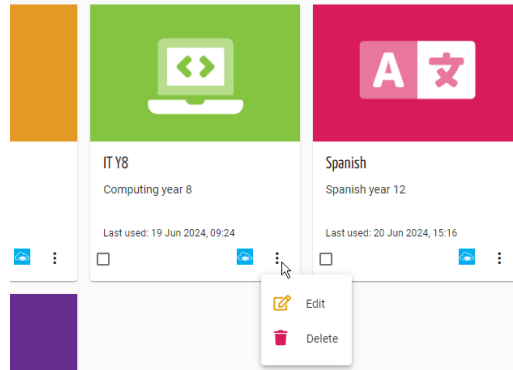 A 文
IT Y8
Computing year 8
Last used: 19 Jun 2024, 09:24
Spanish
Spanish year 12
Last used: 20 Jun 2024, 15:16
Edit
Delete